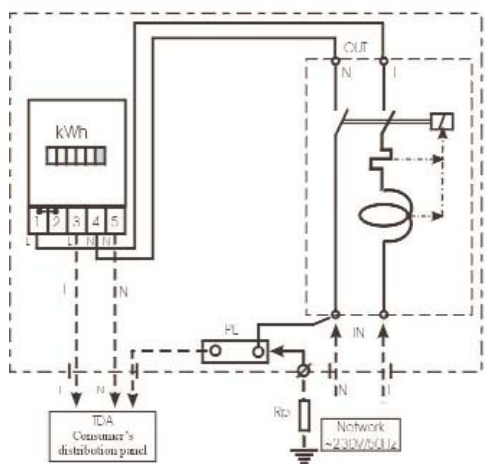 OUT
N I
kWh
1 2 3 4 5
L L N N
I N
PL IN
I N N I
Rp
TDA
Consumer's
distribution panel
Network
~230V/50Hz